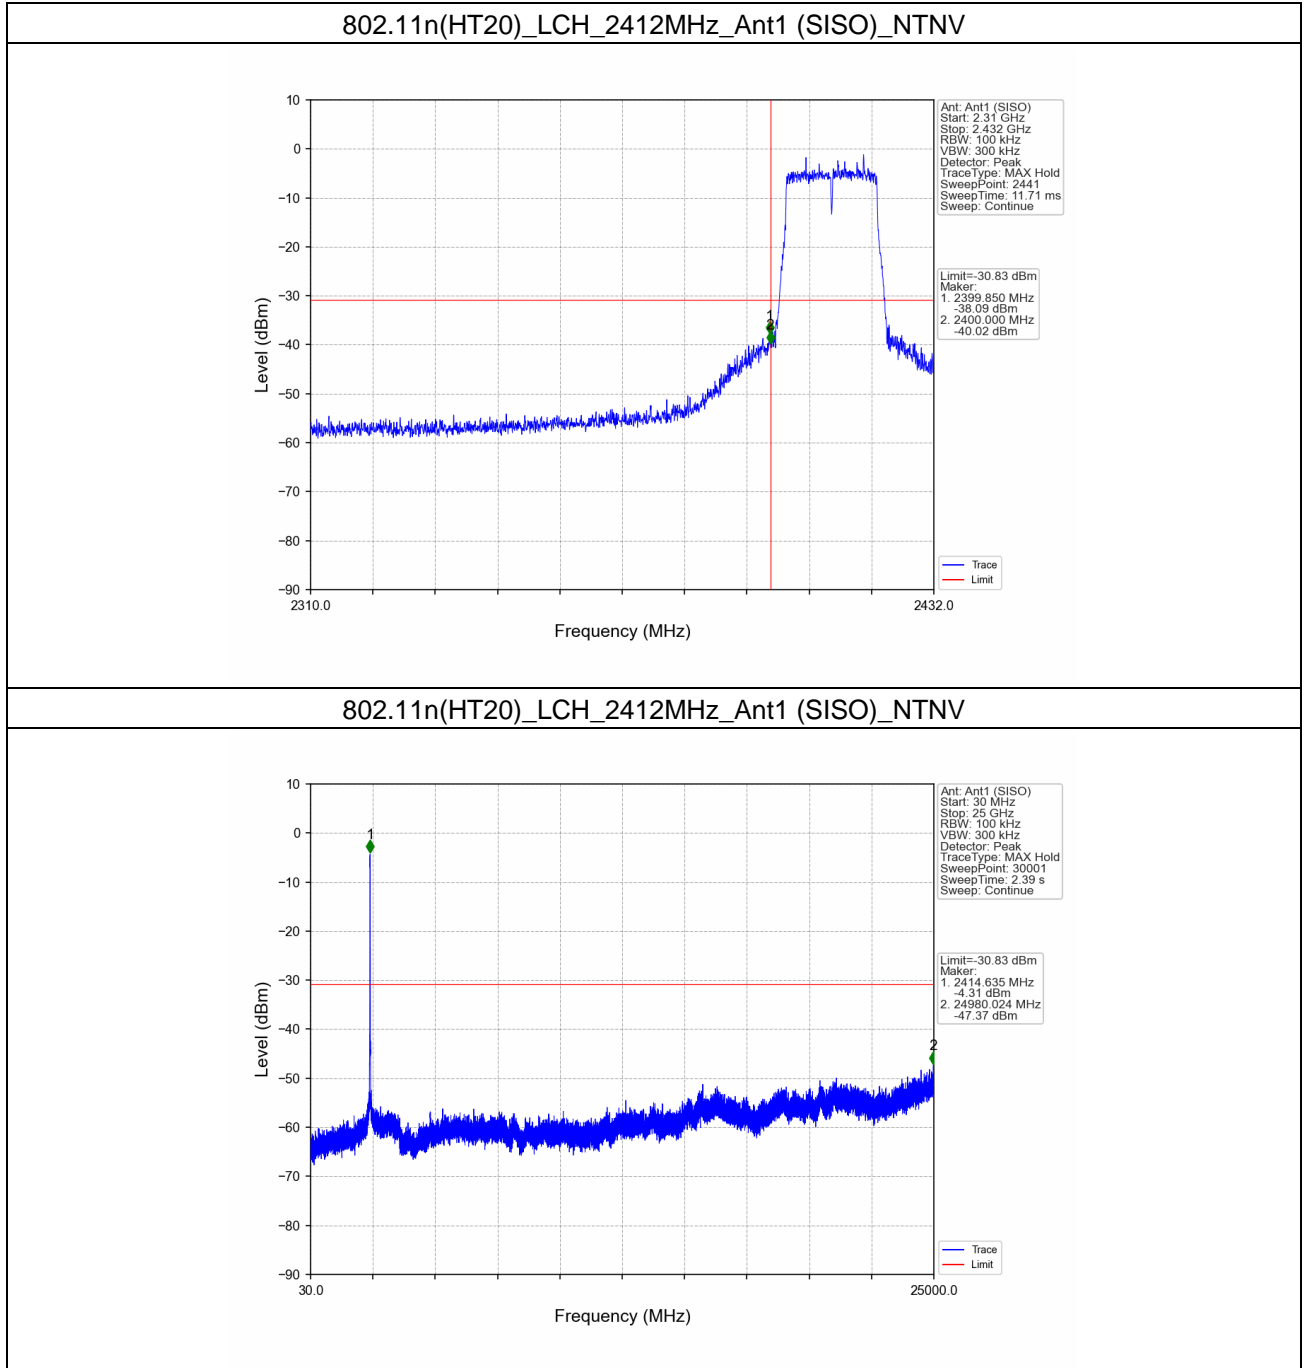 802.11n(HT20)_LCH_2412MHz_Ant1 (SISO)_NTNV
10
0
−10
−20
−30
−40
−50
−60
−70
−80
−90
Level (dBm)
2310.0
2432.0
Frequency (MHz)
1
2
Ant: Ant1 (SISO)
Start: 2.31 GHz
Stop: 2.432 GHz
RBW: 100 kHz
VBW: 300 kHz
Detector: Peak
TraceType: MAX Hold
SweepPoint: 2441
SweepTime: 11.71 ms
Sweep: Continue
Limit=-30.83 dBm
Maker:
1. 2399.850 MHz
-38.09 dBm
2. 2400.000 MHz
-40.02 dBm
Trace
Limit
802.11n(HT20)_LCH_2412MHz_Ant1 (SISO)_NTNV
10
0
−10
−20
−30
−40
−50
−60
−70
−80
−90
Level (dBm)
30.0
25000.0
Frequency (MHz)
1
2
Ant: Ant1 (SISO)
Start: 30 MHz
Stop: 25 GHz
RBW: 100 kHz
VBW: 300 kHz
Detector: Peak
TraceType: MAX Hold
SweepPoint: 30001
SweepTime: 2.39 s
Sweep: Continue
Limit=-30.83 dBm
Maker:
1. 2414.635 MHz
-4.31 dBm
2. 24980.024 MHz
-47.37 dBm
Trace
Limit